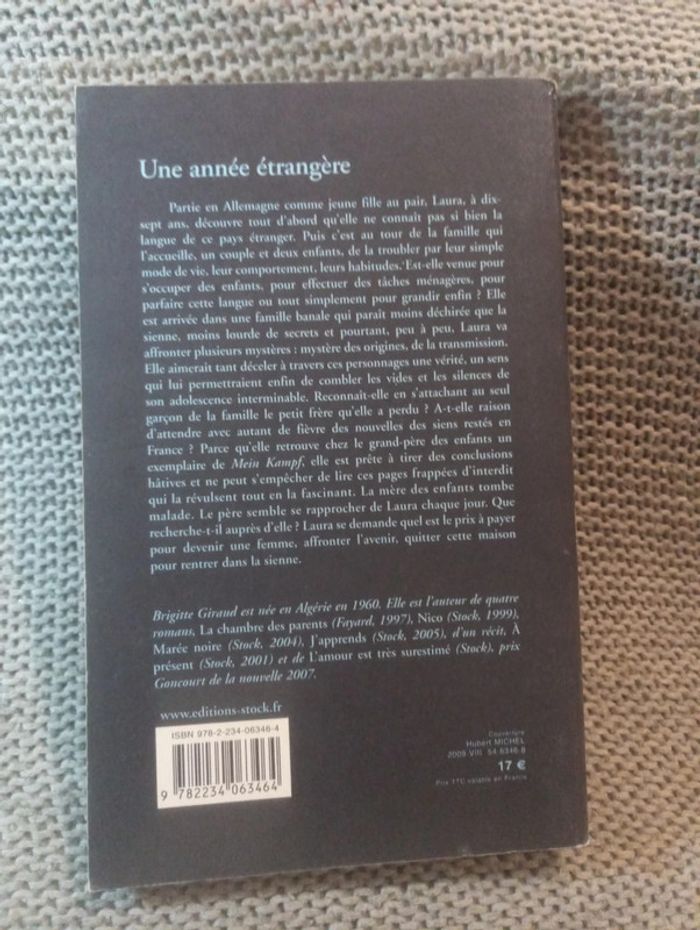 Une année étrangère
Partie en Allemagne comme jeune fille au pair, Laura, à dix-
sept ans, découvre tout d'abord qu'elle ne connaît pas si bien la
langue de ce pays étranger. Puis c'est au tour de la famille qui
l'accueille, un couple et deux enfants, de la troubler par leur simple
mode de vie, leur comportement, leurs habitudes. Est-elle venue pour
s'occuper des enfants, pour effectuer des tâches ménagères, pour
parfaire cette langue ou tout simplement pour grandir enfin ? Elle
est arrivée dans une famille banale qui paraît moins déchirée que la
sienne, moins lourde de secrets et pourtant, peu à peu, Laura va
affronter plusieurs mystères : mystère des origines, de la transmission.
Elle aimerait tant déceler à travers ces personnages une vérité, un sens
qui lui permettraient enfin de combler les vides et les silences de
son adolescence interminable. Reconnaît-elle en s'attachant au seul
garçon de la famille le petit frère qu'elle a perdu ? A-t-elle raison
d'attendre avec autant de fièvre des nouvelles des siens restés en
France ? Parce qu'elle retrouve chez le grand-père des enfants un
exemplaire de Mein Kampf, elle est prête à tirer des conclusions
hâtives et ne peut s'empêcher de lire ces pages frappées d'interdit
qui la révulsent tout en la fascinant. La mère des enfants tombe
malade. Le père semble se rapprocher de Laura chaque jour. Que
recherche-t-il auprès d'elle ? Laura se demande quel est le prix à payer
pour devenir une femme, affronter l'avenir, quitter cette maison
pour rentrer dans la sienne.
Brigitte Giraud est née en Algérie en 1960. Elle est l'auteur de quatre
romans, La chambre des parents (Fayard, 1997), Nico (Stock, 1999),
Marée noire (Stock, 2004), J'apprends (Stock, 2005), d'un récit, À
présent (Stock, 2001) et de L'amour est très surestimé (Stock), prix
Goncourt de la nouvelle 2007.
www.editions-stock.fr
ISBN 978-2-234-06346-4
9 782234 063464
Couverture
Hubert MICHEL
2009-VIII 54-6346-8
17 €
Prix TTC valable en France